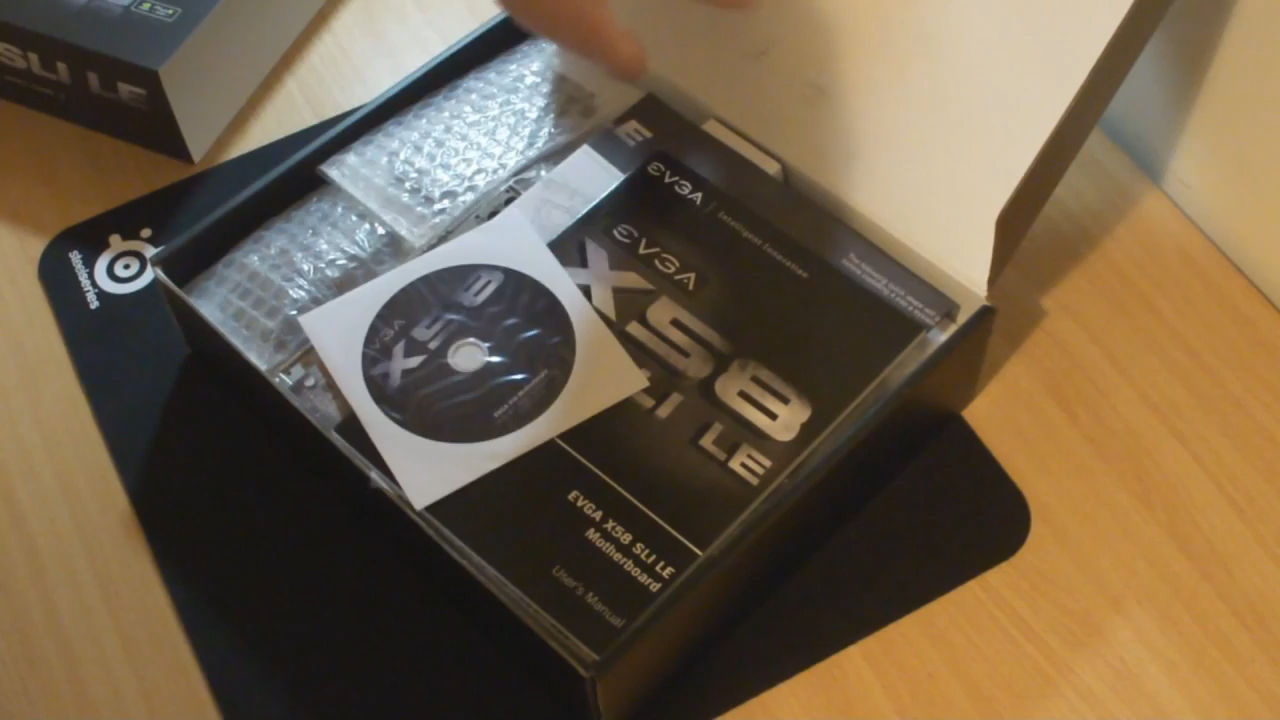 SLI LE
steelseries
E
EVGA | Intelligent Innovation
EVGA
X58
SLI LE
EVGA X58 SLI LE
Motherboard
User's Manual
EVGA
X58